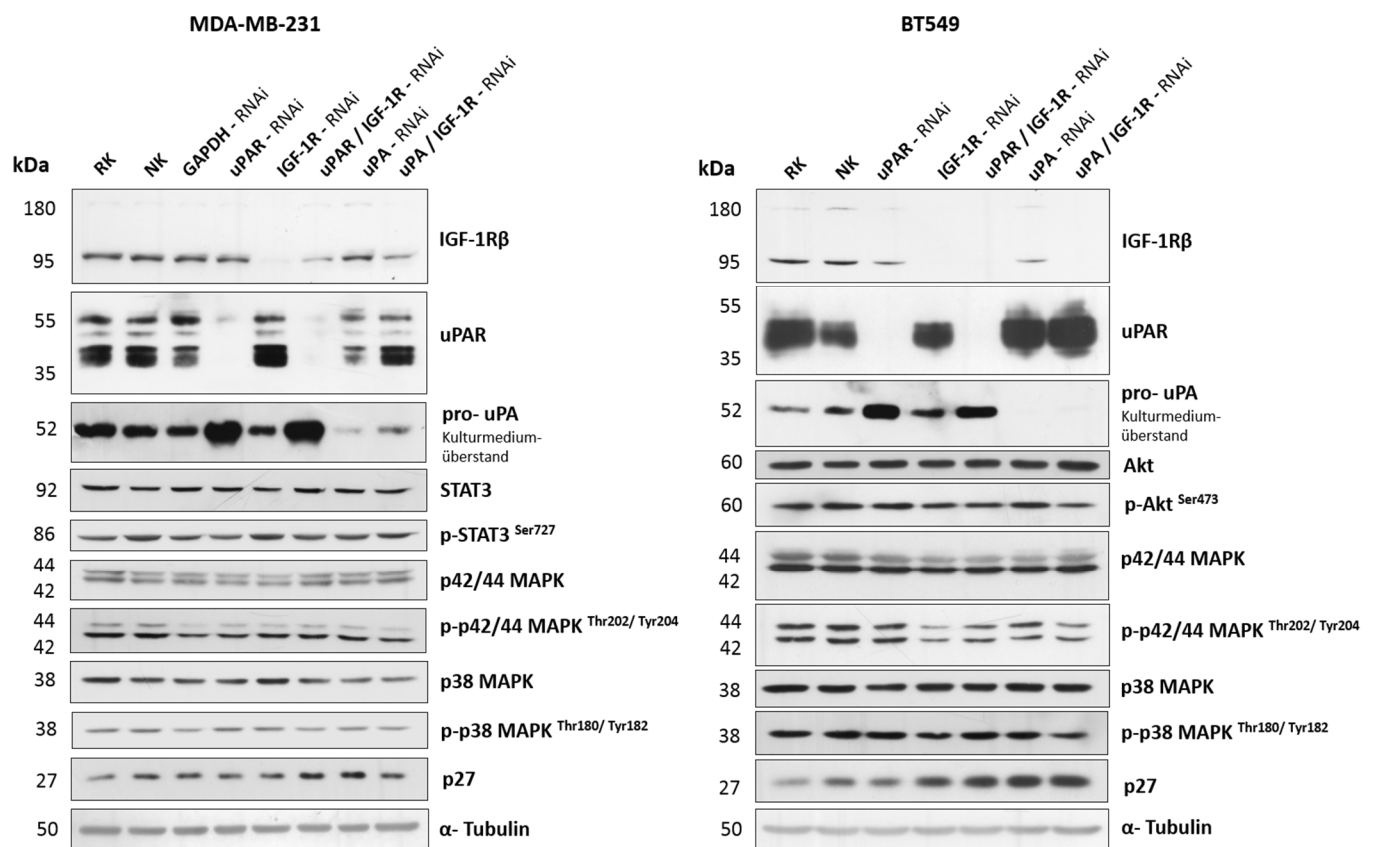 MDA-MB-231
kDa
RK
NK
GAPDH - RNAi
uPAR - RNAi
IGF-1R - RNAi
uPAR / IGF-1R - RNAi
uPA - RNAi
uPA / IGF-1R - RNAi
180
95
IGF-1Rβ
55
35
uPAR
52
pro- uPA
Kulturmedium-
überstand
92
STAT3
86
p-STAT3 Ser727
44
42
p42/44 MAPK
44
42
p-p42/44 MAPK Thr202/ Tyr204
38
p38 MAPK
38
p-p38 MAPK Thr180/ Tyr182
27
p27
50
α- Tubulin
BT549
kDa
RK
NK
uPAR - RNAi
IGF-1R - RNAi
uPAR / IGF-1R - RNAi
uPA - RNAi
uPA / IGF-1R - RNAi
180
95
IGF-1Rβ
55
35
uPAR
52
pro- uPA
Kulturmedium-
überstand
60
Akt
60
p-Akt Ser473
44
42
p42/44 MAPK
44
42
p-p42/44 MAPK Thr202/ Tyr204
38
p38 MAPK
38
p-p38 MAPK Thr180/ Tyr182
27
p27
50
α- Tubulin